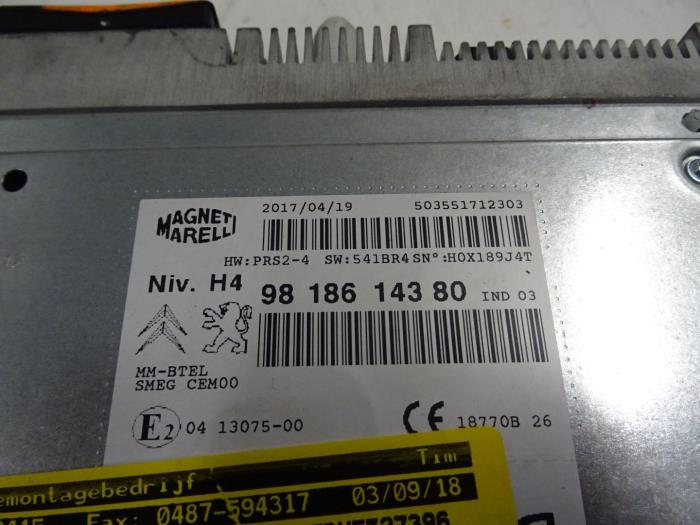 MAGNETI
MARELLI
2017/04/19 503551712303
HW:PRS2-4 SW:541BR4 SN°:H0X189J4T
Niv. H4 98 186 143 80 IND 03
MM-BTEL
SMEG CEM00
E2 04 13075-00 CE 18770B 26
Tim
03/09/18
Fax: 0487-594317